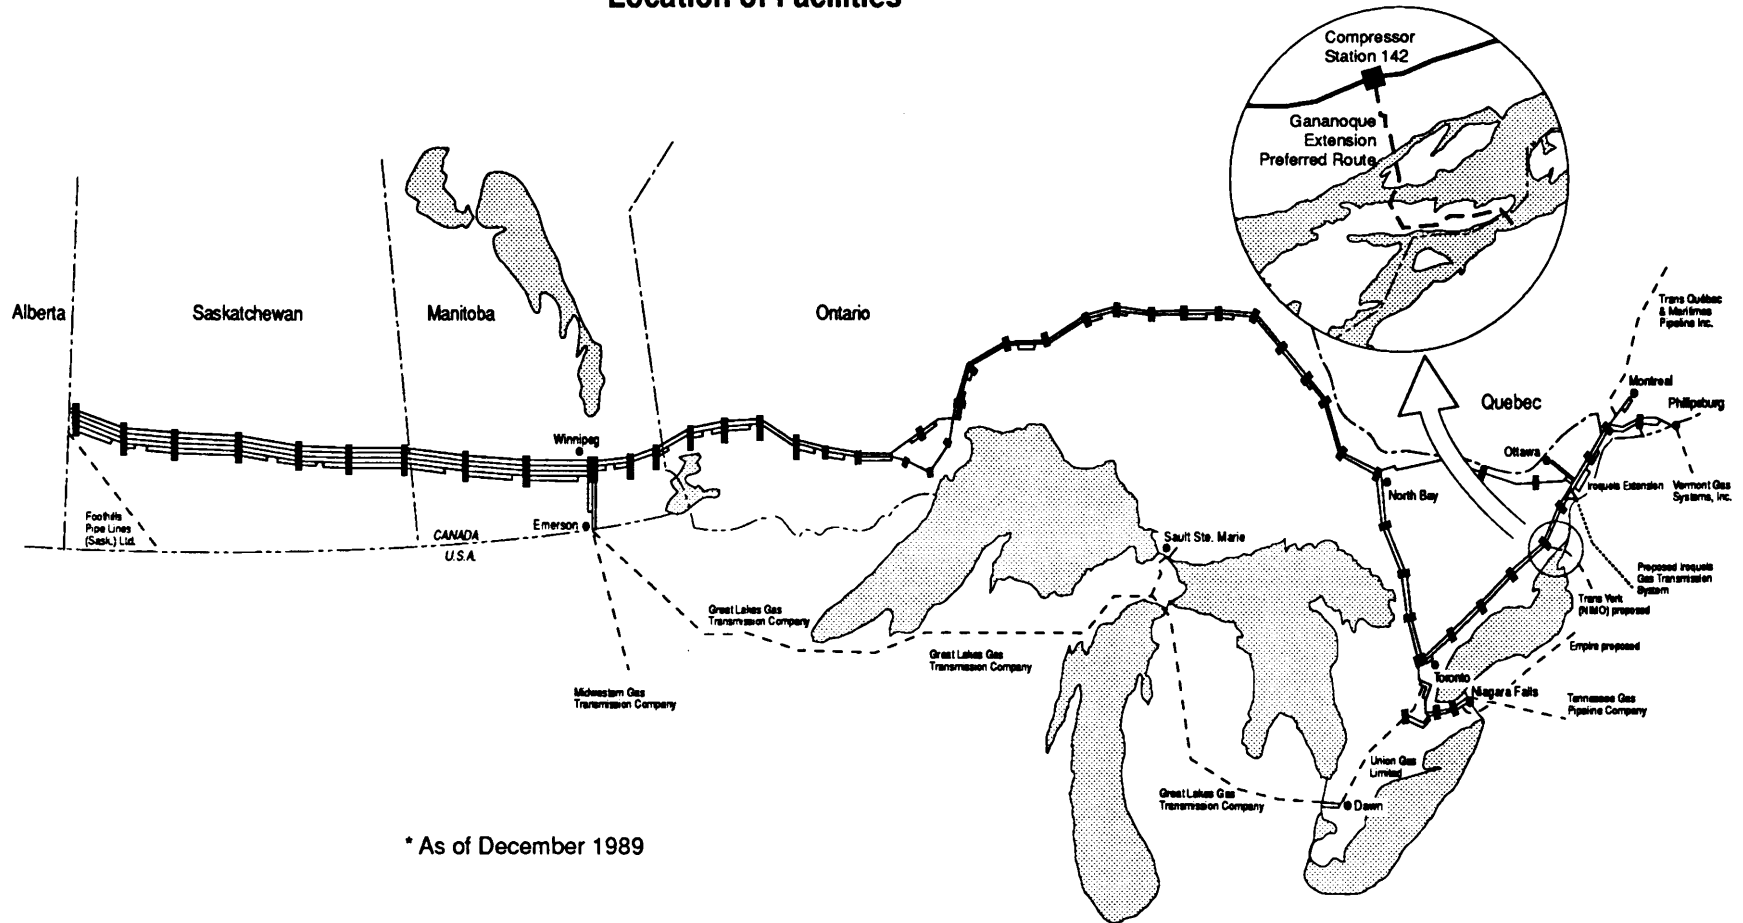 Location of Facilities
Compressor
Station 142
Gananoque
Extension
Preferred Route
Alberta
Saskatchewan
Manitoba
Ontario
Trans Québec
& Maritimes
Pipeline Inc.
Montreal
Quebec
Philipsburg
Winnipeg
Ottawa
North Bay
Iroquois Extension
Vermont Gas
Systems, Inc.
Foothills
Pipe Lines
(Sask.) Ltd.
Emerson
CANADA
U.S.A.
Sault Ste. Marie
Proposed Iroquois
Gas Transmission
System
Trans York
(NIMO) proposed
Great Lakes Gas
Transmission Company
Empire proposed
Great Lakes Gas
Transmission Company
Toronto
Niagara Falls
Midwestern Gas
Transmission Company
Tennessee Gas
Pipeline Company
Union Gas
Limited
Great Lakes Gas
Transmission Company
Dawn
* As of December 1989